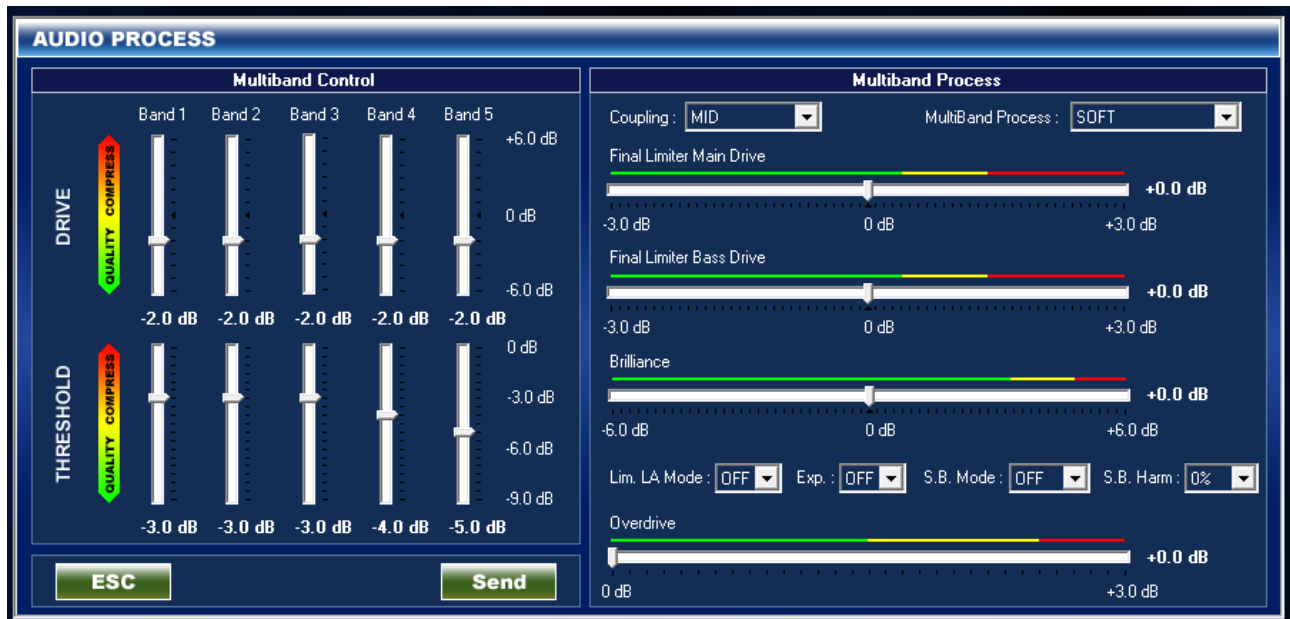 AUDIO PROCESS
Multiband Control
Band 1 Band 2 Band 3 Band 4 Band 5
DRIVE
QUALITY COMPRESS
+6.0 dB
0 dB
-6.0 dB
-2.0 dB -2.0 dB -2.0 dB -2.0 dB -2.0 dB
THRESHOLD
QUALITY COMPRESS
0 dB
-3.0 dB
-6.0 dB
-9.0 dB
-3.0 dB -3.0 dB -3.0 dB -4.0 dB -5.0 dB
ESC Send
Multiband Process
Coupling : MID MultiBand Process : SOFT
Final Limiter Main Drive
+0.0 dB
-3.0 dB 0 dB +3.0 dB
Final Limiter Bass Drive
+0.0 dB
-3.0 dB 0 dB +3.0 dB
Brilliance
+0.0 dB
-6.0 dB 0 dB +6.0 dB
Lim. LA Mode : OFF Exp. : OFF S.B. Mode : OFF S.B. Harm : 0%
Overdrive
+0.0 dB
0 dB +3.0 dB